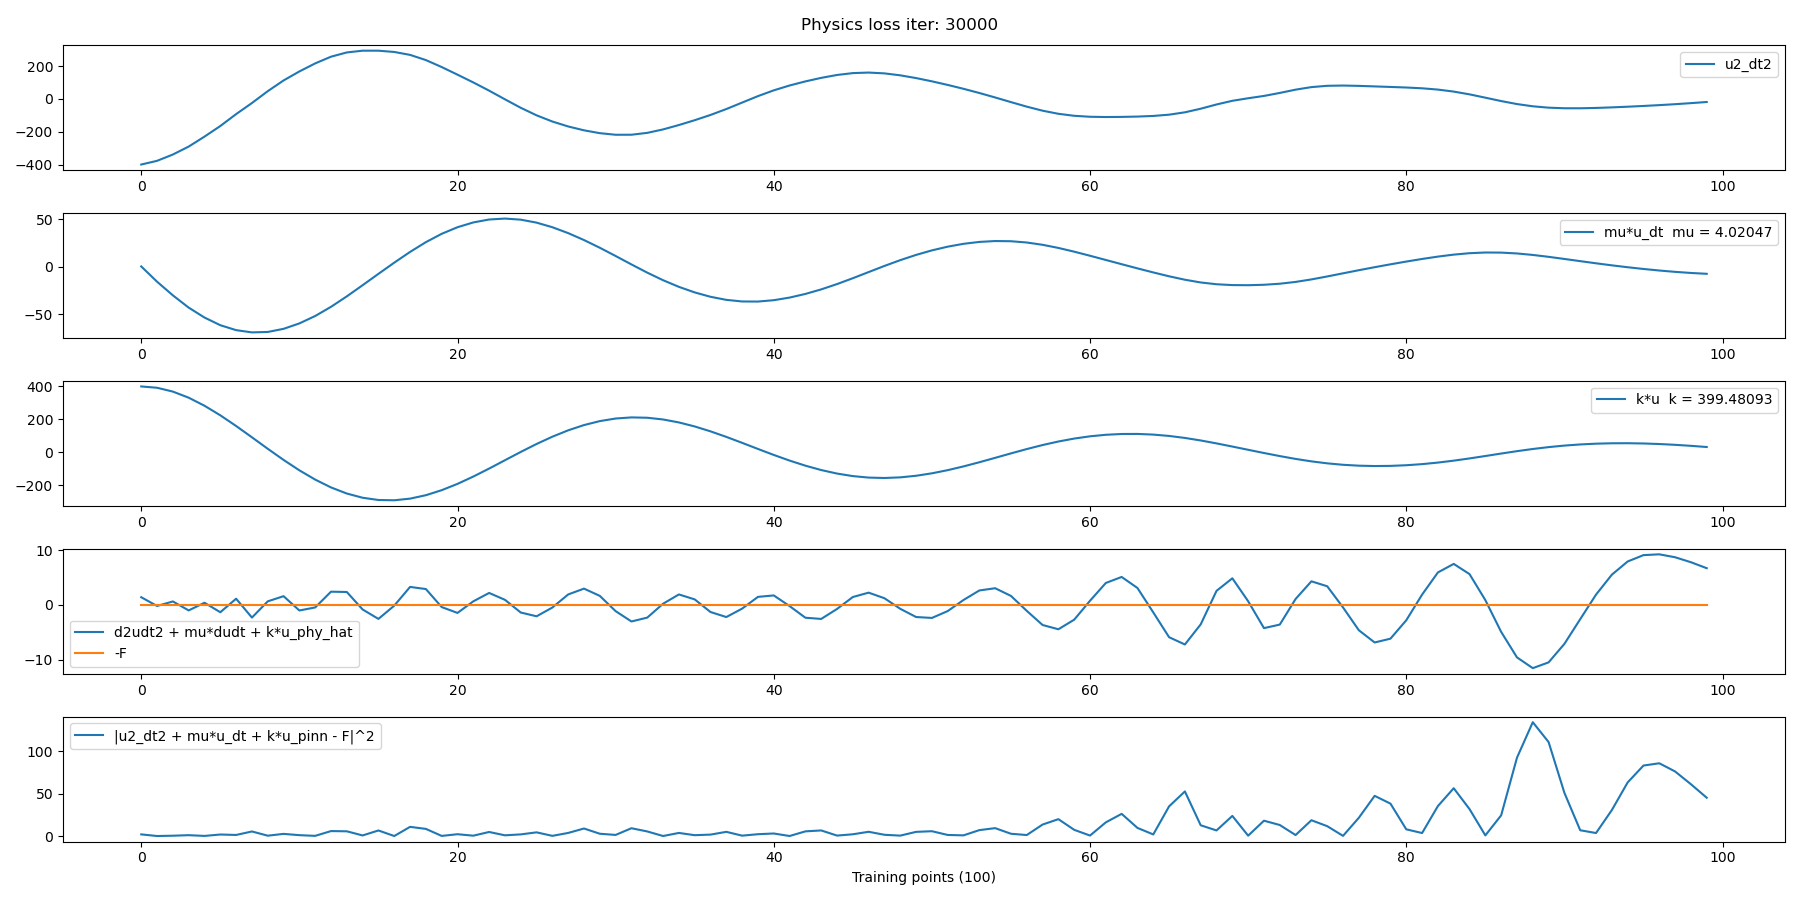 Physics loss iter: 30000
200
0
−200
−400
u2_dt2
0 20 40 60 80 100
50
0
−50
mu*u_dt  mu = 4.02047
0 20 40 60 80 100
400
200
0
−200
k*u  k = 399.48093
0 20 40 60 80 100
10
0
−10
d2udt2 + mu*dudt + k*u_phy_hat
-F
0 20 40 60 80 100
100
50
0
|u2_dt2 + mu*u_dt + k*u_pinn - F|^2
0 20 40 60 80 100
Training points (100)